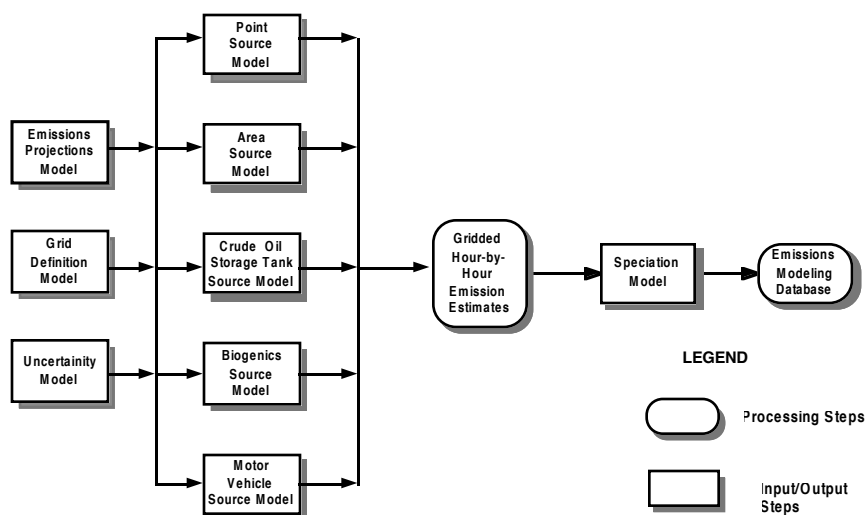 Point
Source
Model
Emissions
Projections
Model
Area
Source
Model
Grid
Definition
Model
Crude Oil
Storage Tank
Source Model
Gridded
Hour-by-
Hour
Emission
Estimates
Speciation
Model
Emissions
Modeling
Database
Uncertainity
Model
Biogenics
Source
Model
Motor
Vehicle
Source Model
LEGEND
Processing Steps
Input/Output
Steps